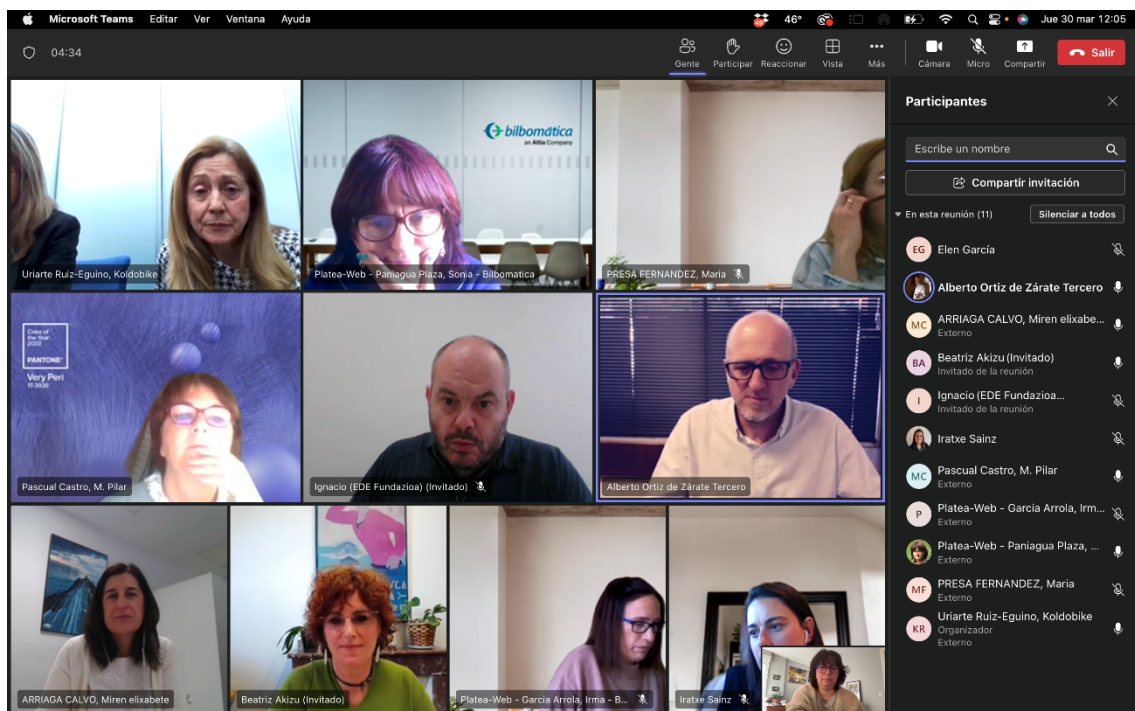 Microsoft Teams Editar Ver Ventana Ayuda
46° Jue 30 mar 12:05
04:34
Gente Participar Reaccionar Vista Más Cámara Micro Compartir Salir
bilbomática
an Altia Company
Uriarte Ruiz-Eguino, Koldobike
Platea-Web - Paniagua Plaza, Sonia - Bilbomatica
PRESA FERNANDEZ, Maria
Color of
the Year
2022
PANTONE®
Very Peri
17-3938
Pascual Castro, M. Pilar
Ignacio (EDE Fundazioa) (Invitado)
Alberto Ortiz de Zárate Tercero
ARRIAGA CALVO, Miren elixabete
Beatriz Akizu (Invitado)
Platea-Web - Garcia Arrola, Irma - B...
Iratxe Sainz
Participantes
Escribe un nombre
Compartir invitación
En esta reunión (11) Silenciar a todos
EG Elen García
Alberto Ortiz de Zárate Tercero
MC ARRIAGA CALVO, Miren elixabe...
Externo
BA Beatriz Akizu (Invitado)
Invitado de la reunión
I Ignacio (EDE Fundazioa...
Invitado de la reunión
Iratxe Sainz
MC Pascual Castro, M. Pilar
Externo
P Platea-Web - Garcia Arrola, Irm...
Externo
Platea-Web - Paniagua Plaza, ...
Externo
MF PRESA FERNANDEZ, Maria
Externo
KR Uriarte Ruiz-Eguino, Koldobike
Organizador
Externo